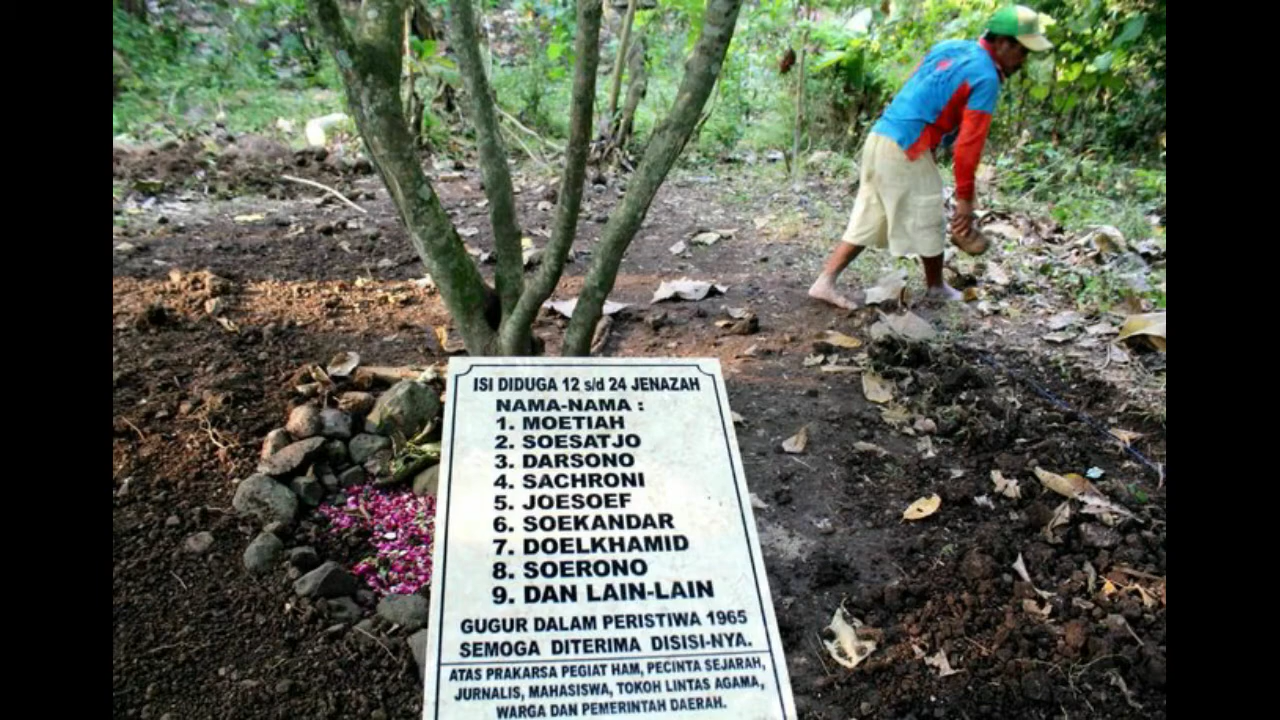 ISI DIDUGA 12 s/d 24 JENAZAH
NAMA-NAMA :
1. MOETIAH
2. SOESATJO
3. DARSONO
4. SACHRONI
5. JOESOEF
6. SOEKANDAR
7. DOELKHAMID
8. SOERONO
9. DAN LAIN-LAIN
GUGUR DALAM PERISTIWA 1965
SEMOGA DITERIMA DISISI-NYA.
ATAS PRAKARSA PEGIAT HAM, PECINTA SEJARAH,
JURNALIS, MAHASISWA, TOKOH LINTAS AGAMA,
WARGA DAN PEMERINTAH DAERAH.